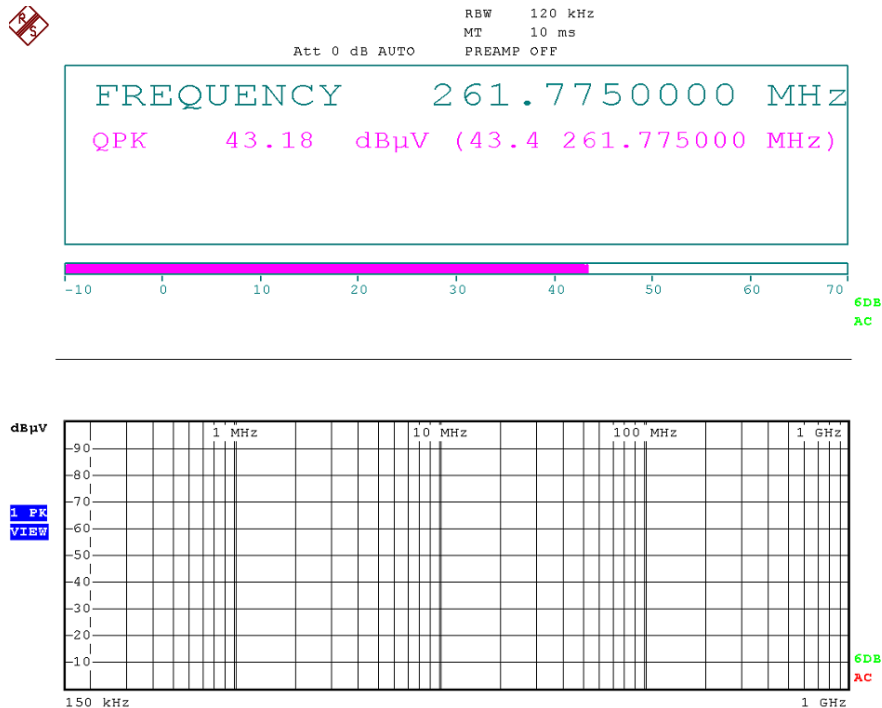 R S
RBW 120 kHz
MT 10 ms
Att 0 dB AUTO PREAMP OFF
FREQUENCY 261.7750000 MHz
QPK 43.18 dBµV (43.4 261.775000 MHz)
-10 0 10 20 30 40 50 60 70
6DB
AC
dBµV
1 MHz 10 MHz 100 MHz 1 GHz
90
80
70
1 PK
60
VIEW
50
40
30
20
10
6DB
AC
150 kHz 1 GHz